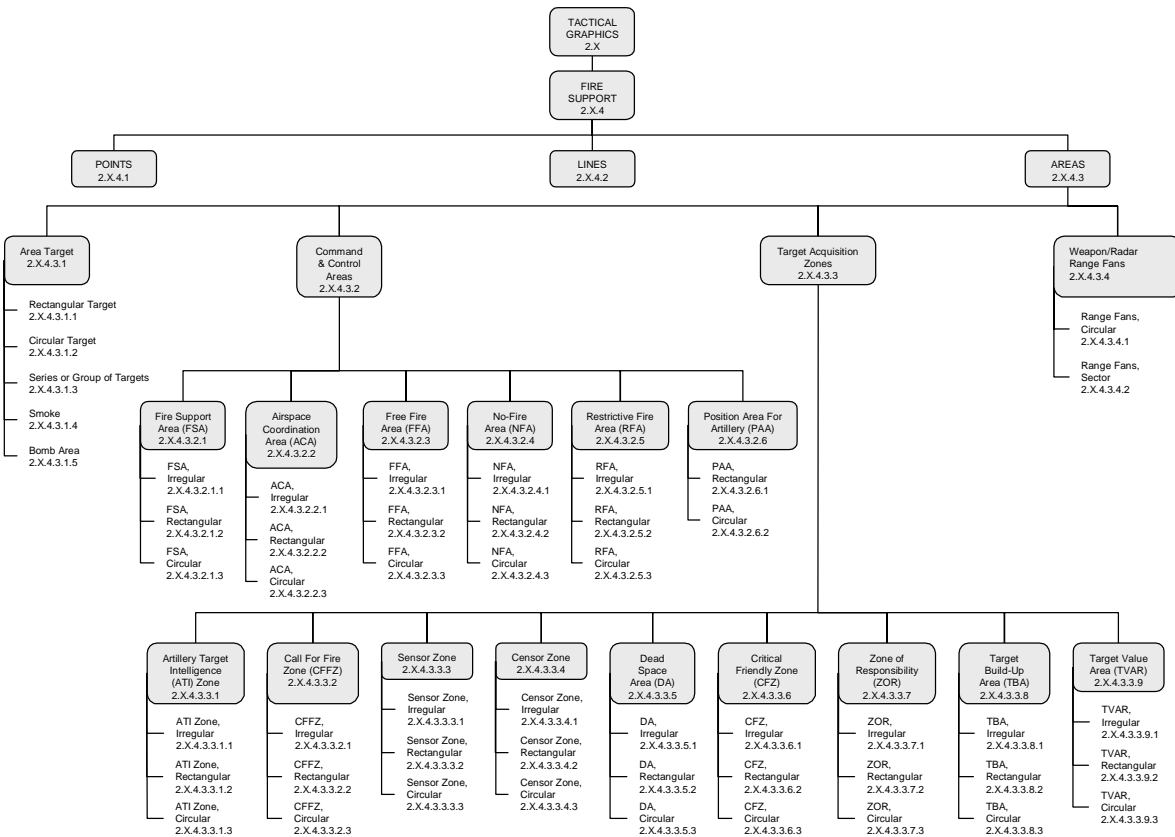 TACTICAL
GRAPHICS
2.X
FIRE
SUPPORT
2.X.4
POINTS
2.X.4.1
LINES
2.X.4.2
AREAS
2.X.4.3
Area Target
2.X.4.3.1
Rectangular Target
2.X.4.3.1.1
Circular Target
2.X.4.3.1.2
Series or Group of Targets
2.X.4.3.1.3
Smoke
2.X.4.3.1.4
Bomb Area
2.X.4.3.1.5
Command
& Control
Areas
2.X.4.3.2
Target Acquisition
Zones
2.X.4.3.3
Weapon/Radar
Range Fans
2.X.4.3.4
Range Fans,
Circular
2.X.4.3.4.1
Range Fans,
Sector
2.X.4.3.4.2
Fire Support
Area (FSA)
2.X.4.3.2.1
FSA,
Irregular
2.X.4.3.2.1.1
FSA,
Rectangular
2.X.4.3.2.1.2
FSA,
Circular
2.X.4.3.2.1.3
Airspace
Coordination
Area (ACA)
2.X.4.3.2.2
ACA,
Irregular
2.X.4.3.2.2.1
ACA,
Rectangular
2.X.4.3.2.2.2
ACA,
Circular
2.X.4.3.2.2.3
Free Fire
Area (FFA)
2.X.4.3.2.3
FFA,
Irregular
2.X.4.3.2.3.1
FFA,
Rectangular
2.X.4.3.2.3.2
FFA,
Circular
2.X.4.3.2.3.3
No-Fire
Area (NFA)
2.X.4.3.2.4
NFA,
Irregular
2.X.4.3.2.4.1
NFA,
Rectangular
2.X.4.3.2.4.2
NFA,
Circular
2.X.4.3.2.4.3
Restrictive Fire
Area (RFA)
2.X.4.3.2.5
RFA,
Irregular
2.X.4.3.2.5.1
RFA,
Rectangular
2.X.4.3.2.5.2
RFA,
Circular
2.X.4.3.2.5.3
Position Area For
Artillery (PAA)
2.X.4.3.2.6
PAA,
Rectangular
2.X.4.3.2.6.1
PAA,
Circular
2.X.4.3.2.6.2
Artillery Target
Intelligence
(ATI) Zone
2.X.4.3.3.1
ATI Zone,
Irregular
2.X.4.3.3.1.1
ATI Zone,
Rectangular
2.X.4.3.3.1.2
ATI Zone,
Circular
2.X.4.3.3.1.3
Call For Fire
Zone (CFFZ)
2.X.4.3.3.2
CFFZ,
Irregular
2.X.4.3.3.2.1
CFFZ,
Rectangular
2.X.4.3.3.2.2
CFFZ,
Circular
2.X.4.3.3.2.3
Sensor Zone
2.X.4.3.3.3
Sensor Zone,
Irregular
2.X.4.3.3.3.1
Sensor Zone,
Rectangular
2.X.4.3.3.3.2
Sensor Zone,
Circular
2.X.4.3.3.3.3
Censor Zone
2.X.4.3.3.4
Censor Zone,
Irregular
2.X.4.3.3.4.1
Censor Zone,
Rectangular
2.X.4.3.3.4.2
Censor Zone,
Circular
2.X.4.3.3.4.3
Dead
Space
Area (DA)
2.X.4.3.3.5
DA,
Irregular
2.X.4.3.3.5.1
DA,
Rectangular
2.X.4.3.3.5.2
DA,
Circular
2.X.4.3.3.5.3
Critical
Friendly Zone
(CFZ)
2.X.4.3.3.6
CFZ,
Irregular
2.X.4.3.3.6.1
CFZ,
Rectangular
2.X.4.3.3.6.2
CFZ,
Circular
2.X.4.3.3.6.3
Zone of
Responsibility
(ZOR)
2.X.4.3.3.7
ZOR,
Irregular
2.X.4.3.3.7.1
ZOR,
Rectangular
2.X.4.3.3.7.2
ZOR,
Circular
2.X.4.3.3.7.3
Target
Build-Up
Area (TBA)
2.X.4.3.3.8
TBA,
Irregular
2.X.4.3.3.8.1
TBA,
Rectangular
2.X.4.3.3.8.2
TBA,
Circular
2.X.4.3.3.8.3
Target Value
Area (TVAR)
2.X.4.3.3.9
TVAR,
Irregular
2.X.4.3.3.9.1
TVAR,
Rectangular
2.X.4.3.3.9.2
TVAR,
Circular
2.X.4.3.3.9.3